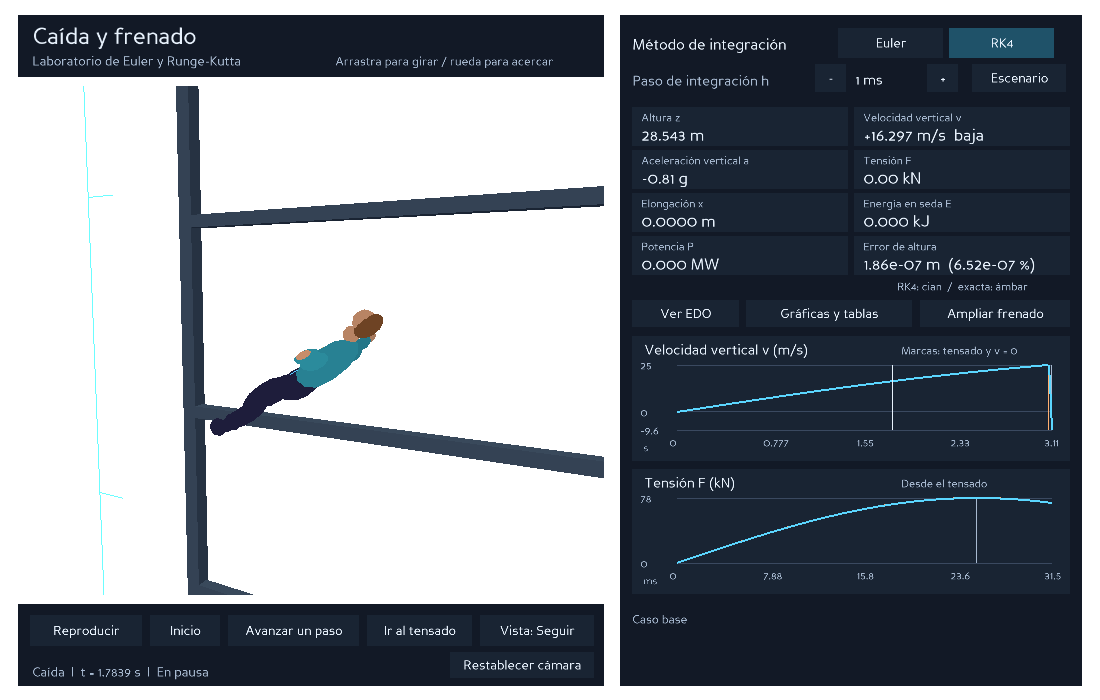 Caída y frenado
Laboratorio de Euler y Runge-Kutta
Arrastra para girar / rueda para acercar
Reproducir
Inicio
Avanzar un paso
Ir al tensado
Vista: Seguir
Caída | t = 1.7839 s | En pausa
Restablecer cámara
Método de integración
Euler
RK4
Paso de integración h
-
1 ms
+
Escenario
Altura z
28.543 m
Velocidad vertical v
+16.297 m/s baja
Aceleración vertical a
-0.81 g
Tensión F
0.00 kN
Elongación x
0.0000 m
Energía en seda E
0.000 kJ
Potencia P
0.000 MW
Error de altura
1.86e-07 m (6.52e-07 %)
RK4: cian / exacta: ámbar
Ver EDO
Gráficas y tablas
Ampliar frenado
Velocidad vertical v (m/s)
Marcas: tensado y v = 0
25
0
-9.6
s
0
0.777
1.55
2.33
3.11
Tensión F (kN)
Desde el tensado
78
0
ms
0
7.88
15.8
23.6
31.5
Caso base